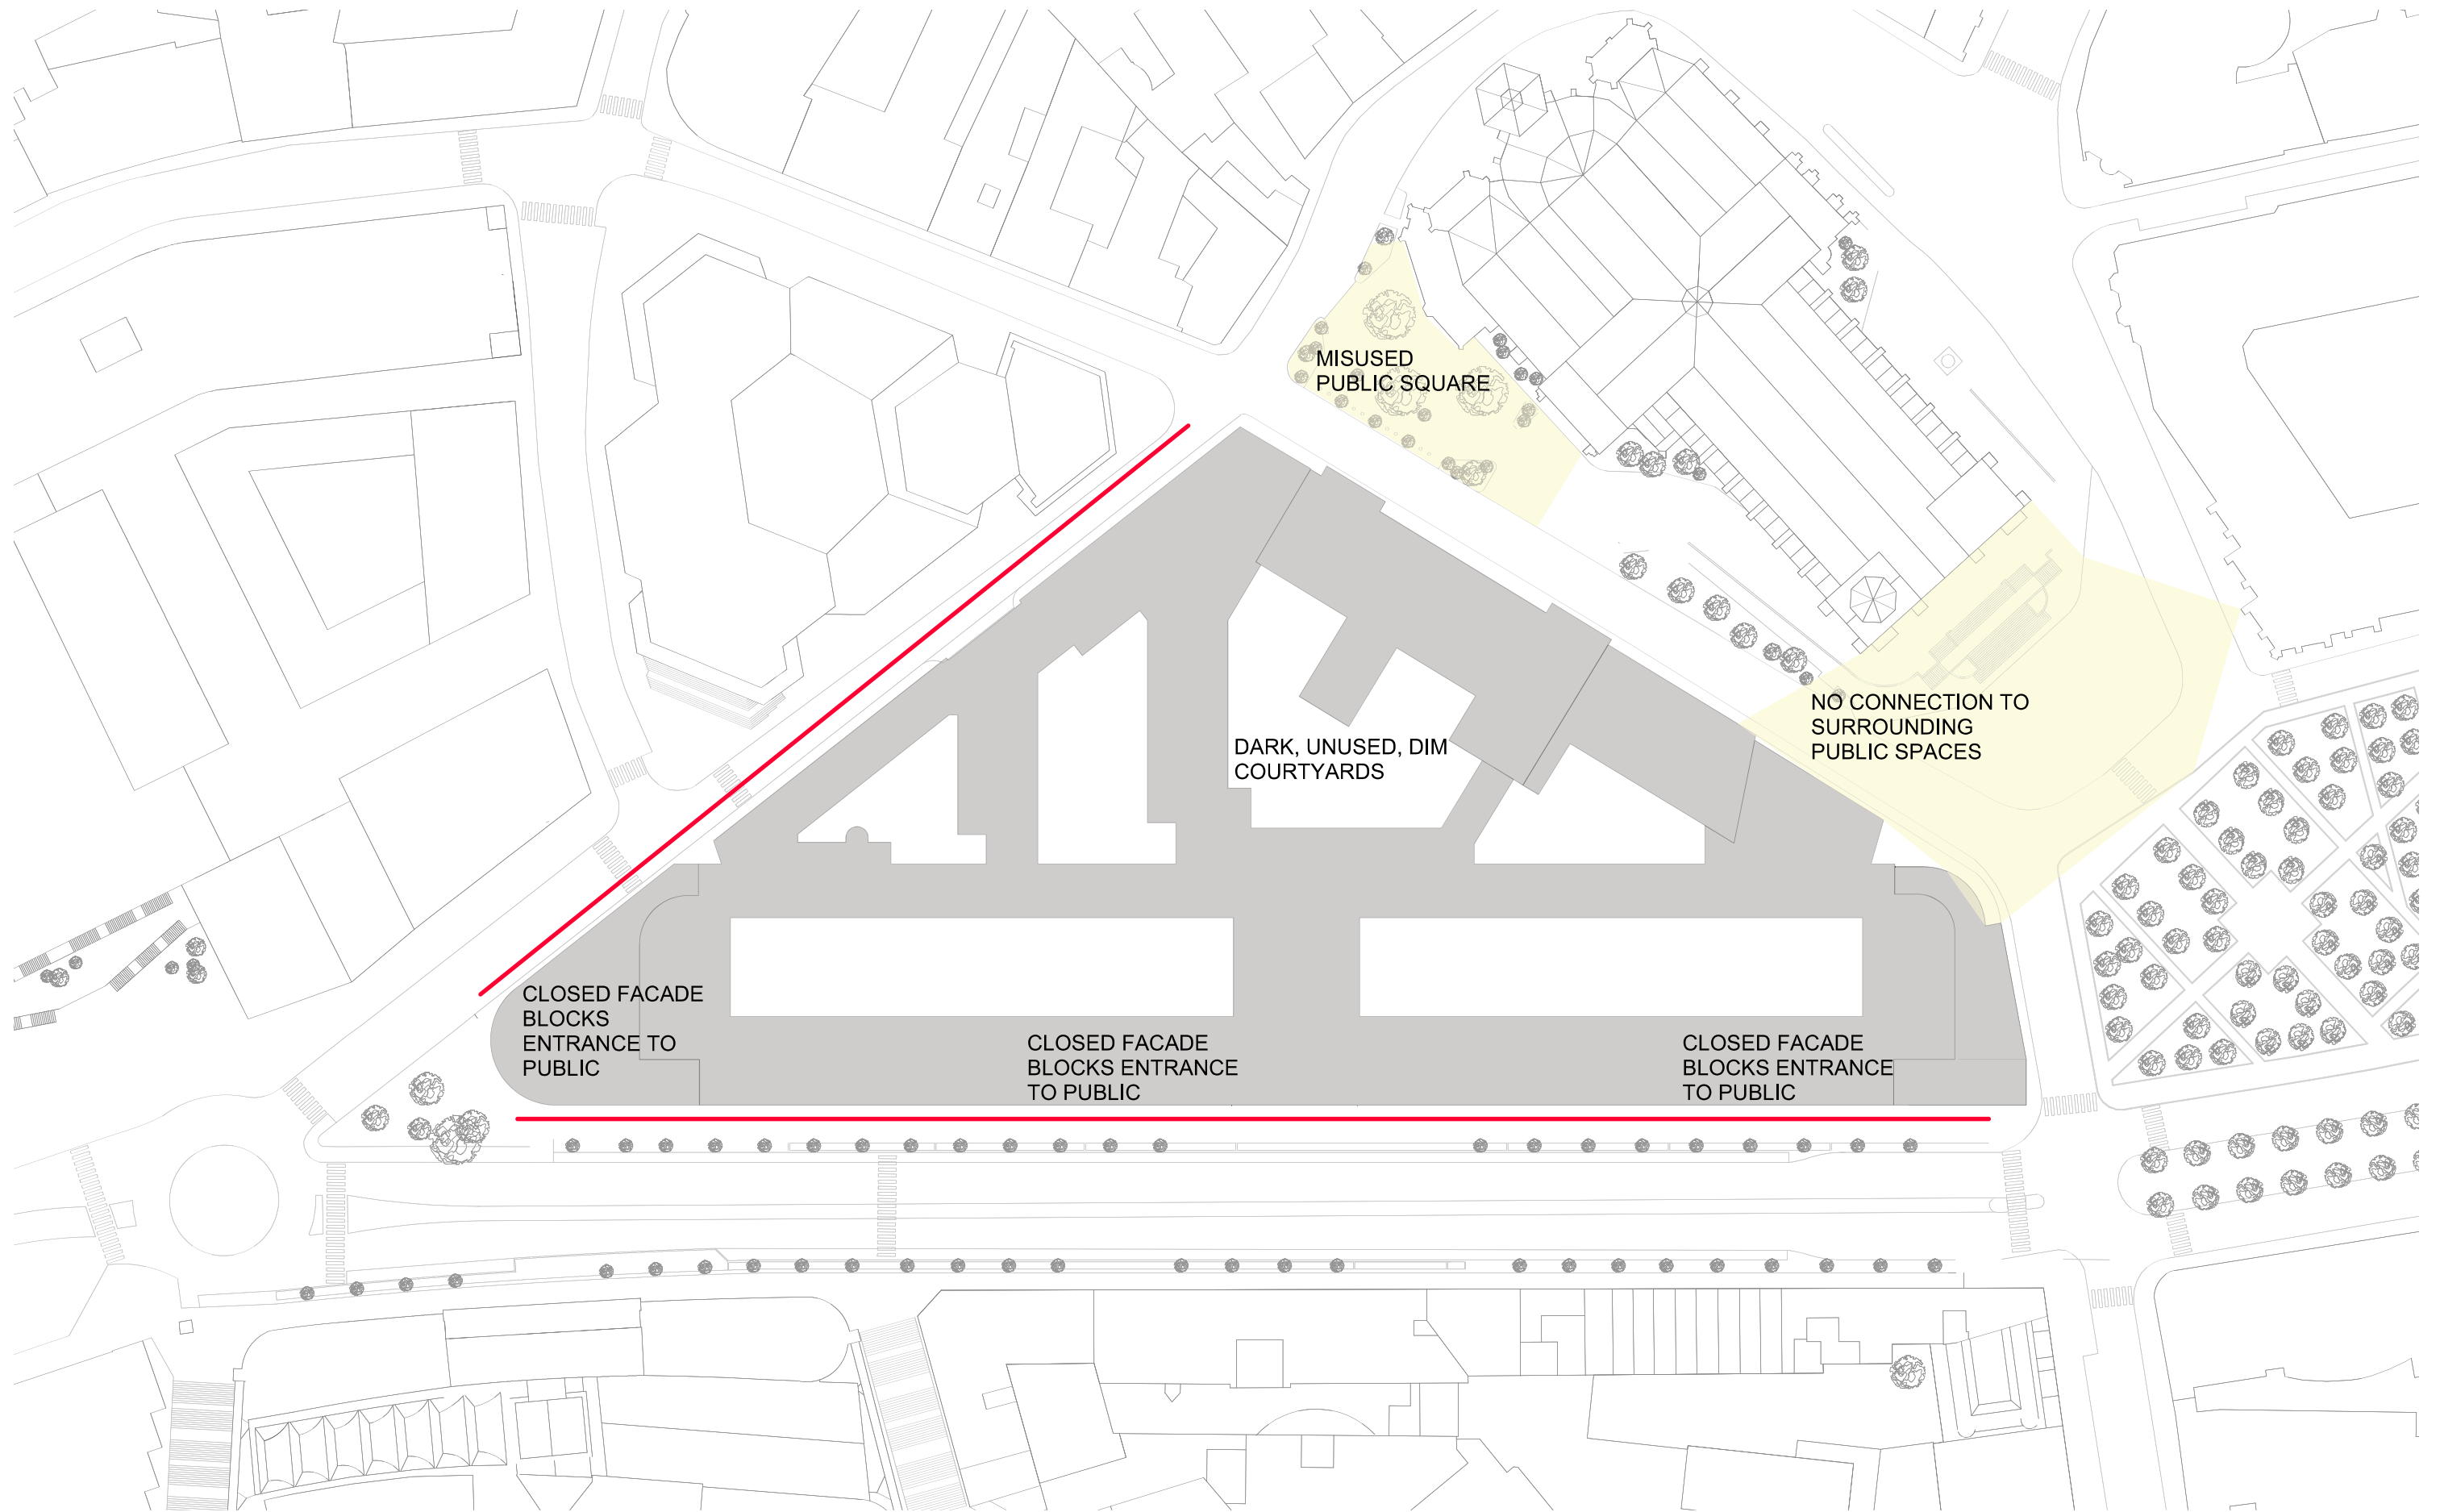 MISUSED
PUBLIC SQUARE
NO CONNECTION TO
SURROUNDING
PUBLIC SPACES
DARK, UNUSED, DIM
COURTYARDS
CLOSED FACADE
BLOCKS
ENTRANCE TO
PUBLIC
CLOSED FACADE
BLOCKS ENTRANCE
TO PUBLIC
CLOSED FACADE
BLOCKS ENTRANCE
TO PUBLIC